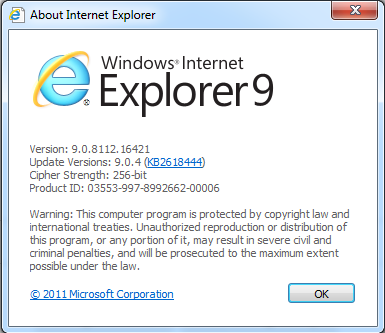 About Internet Explorer
Windows® Internet
Explorer 9
Version: 9.0.8112.16421
Update Versions: 9.0.4 (KB2618444)
Cipher Strength: 256-bit
Product ID: 03553-997-8992662-00006
Warning: This computer program is protected by copyright law and
international treaties. Unauthorized reproduction or distribution of
this program, or any portion of it, may result in severe civil and
criminal penalties, and will be prosecuted to the maximum extent
possible under the law.
© 2011 Microsoft Corporation
OK